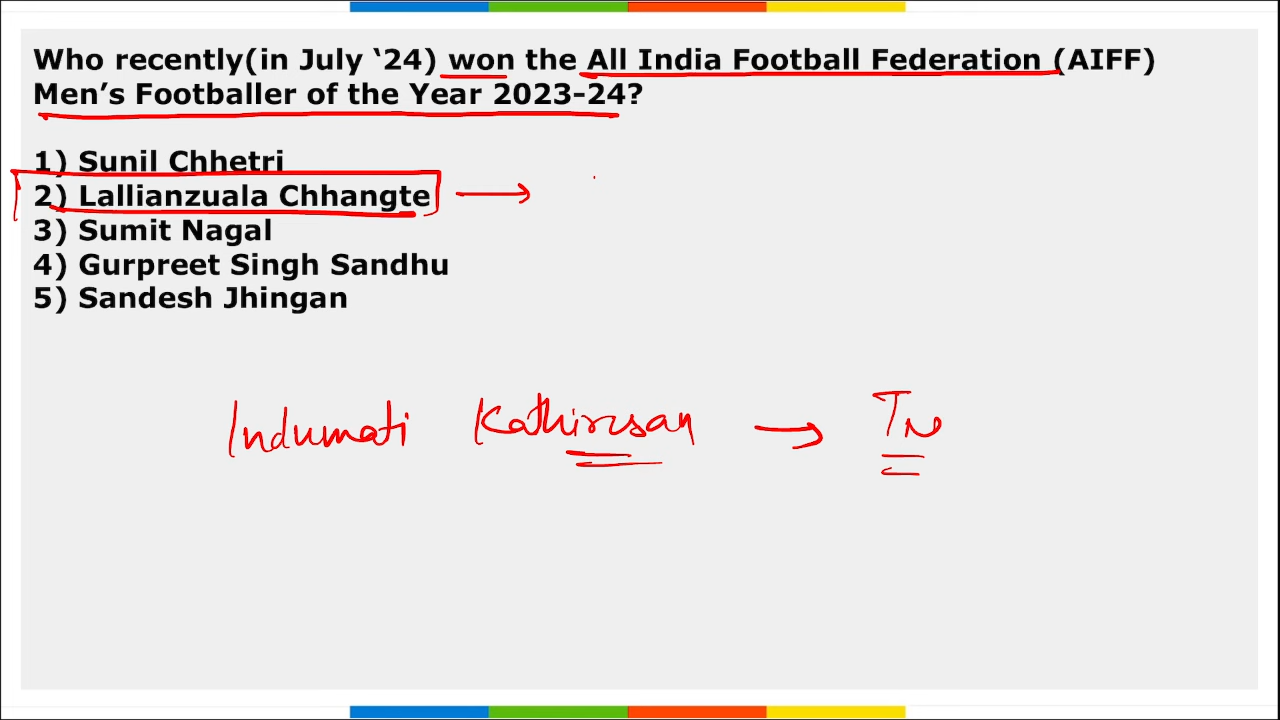 Who recently(in July ‘24) won the All India Football Federation (AIFF)
Men’s Footballer of the Year 2023-24?
1) Sunil Chhetri
2) Lallianzuala Chhangte
3) Sumit Nagal
4) Gurpreet Singh Sandhu
5) Sandesh Jhingan
Indumati Kathiresan → TN